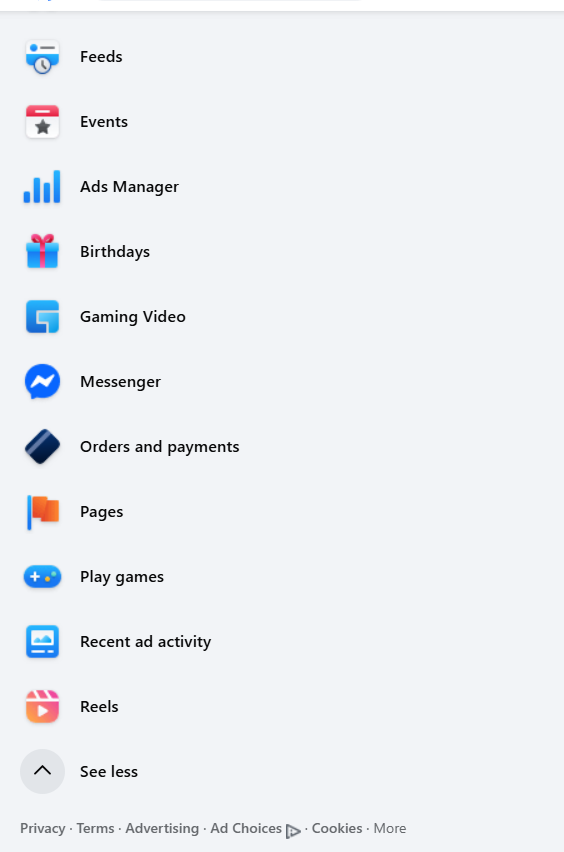 Feeds
Events
Ads Manager
Birthdays
Gaming Video
Messenger
Orders and payments
Pages
Play games
Recent ad activity
Reels
See less
Privacy · Terms · Advertising · Ad Choices · Cookies · More